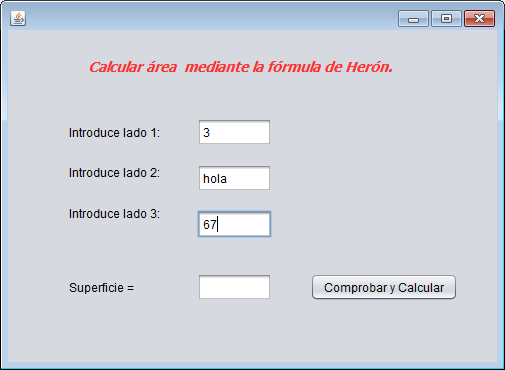 Calcular área mediante la fórmula de Herón.
Introduce lado 1: 3
Introduce lado 2: hola
Introduce lado 3: 67
Superficie = Comprobar y Calcular